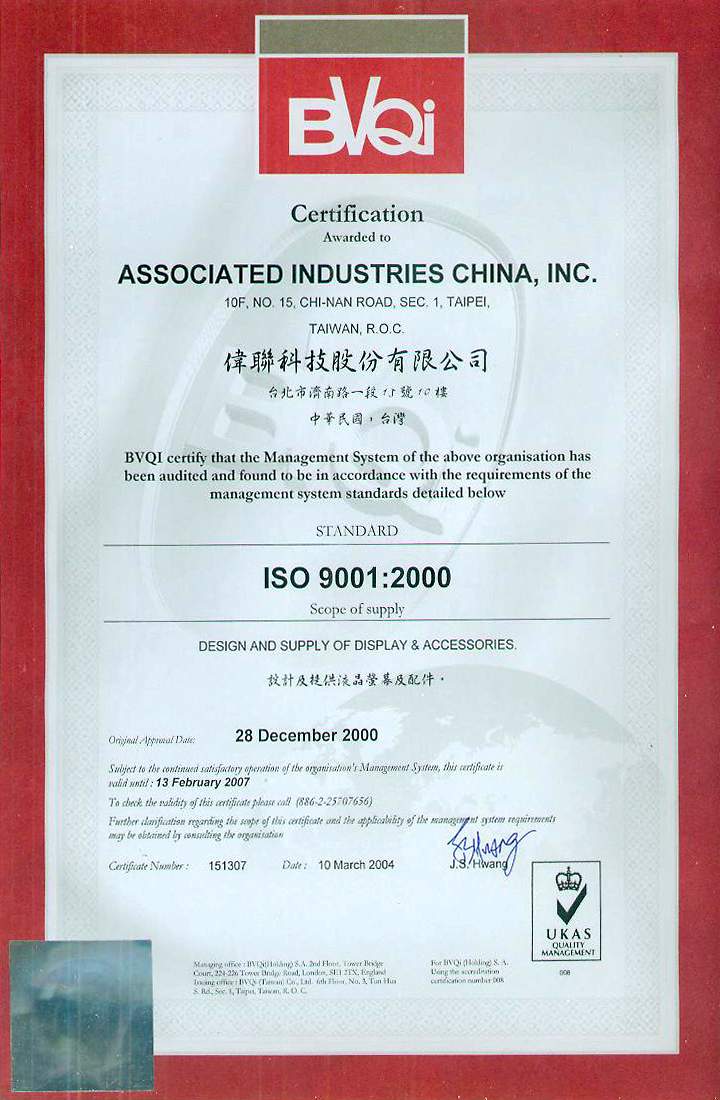 BVQi
Certification
Awarded to
ASSOCIATED INDUSTRIES CHINA, INC.
10F, NO. 15, CHI-NAN ROAD, SEC. 1, TAIPEI,
TAIWAN, R.O.C.
偉聯科技股份有限公司
台北市濟南路一段15號10樓
中華民國，台灣
BVQI certify that the Management System of the above organisation has
been audited and found to be in accordance with the requirements of the
management system standards detailed below
STANDARD
ISO 9001:2000
Scope of supply
DESIGN AND SUPPLY OF DISPLAY & ACCESSORIES.
設計及提供液晶螢幕及配件。
Original Approval Date: 28 December 2000
Subject to the continued satisfactory operation of the organisation's Management System, this certificate is
valid until : 13 February 2007
To check the validity of this certificate please call (886-2-25707656)
Further clarification regarding the scope of this certificate and the applicability of the management system requirements
may be obtained by consulting the organisation
Certificate Number : 151307 Date : 10 March 2004
J.S. Hwang
UKAS
QUALITY
MANAGEMENT
008
Managing office : BVQi(Holding) S.A. 2nd Floor, Tower Bridge
Court, 224-226 Tower Bridge Road, London, SE1 2TX, England
Issuing office : BVQi (Taiwan) Co., Ltd. 6th Floor, No. 3, Tun Hua
S. Rd., Sec. 1, Taipei, Taiwan, R. O. C.
For BVQi (Holding) S. A.
Using the accreditation
certification number 008